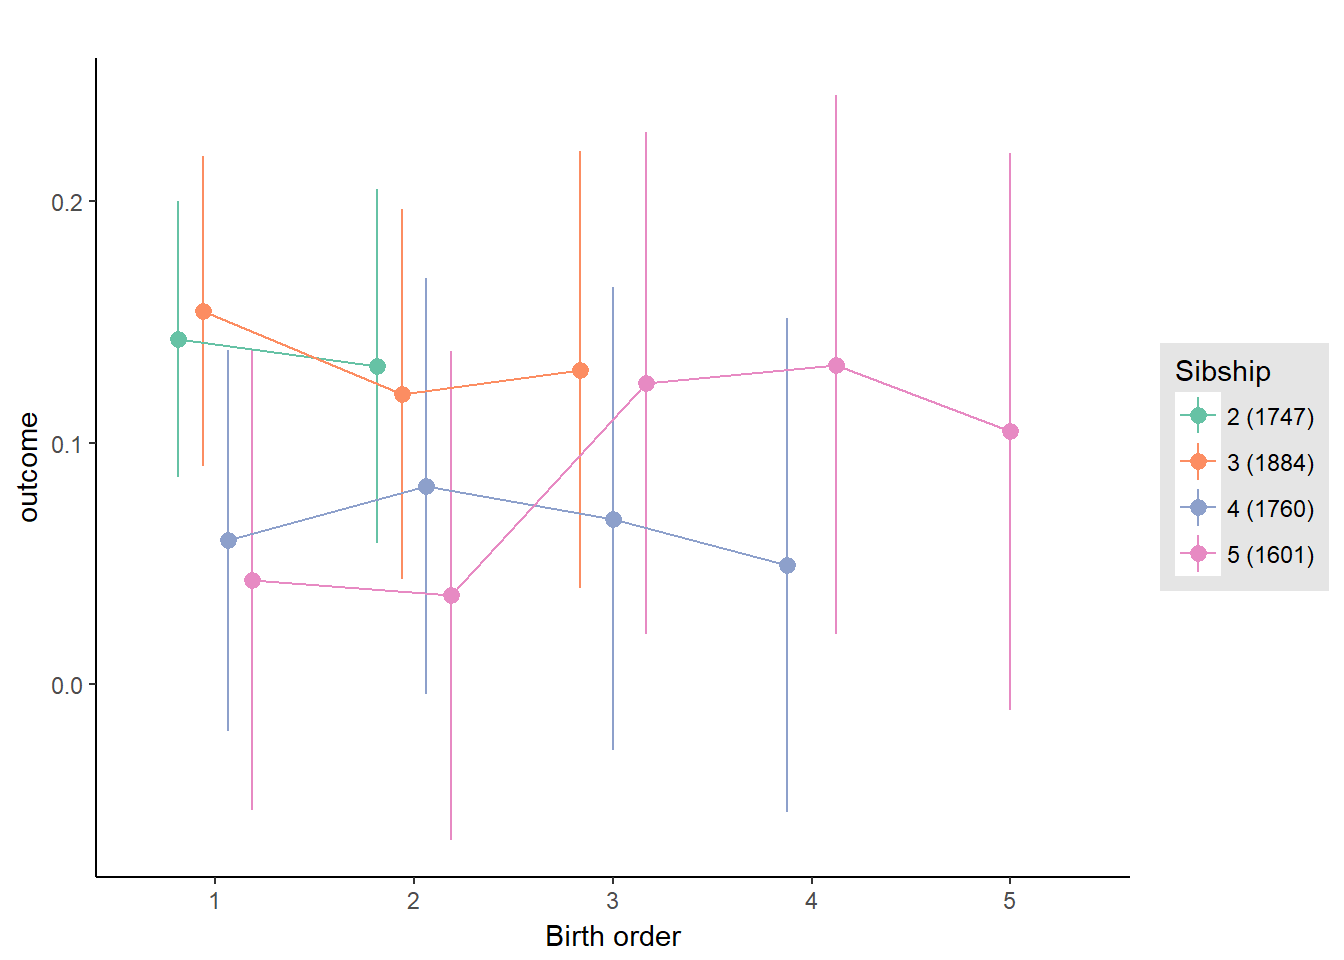 outcome
0.2
0.1
0.0
1 2 3 4 5
Birth order
Sibship
2 (1747)
3 (1884)
4 (1760)
5 (1601)